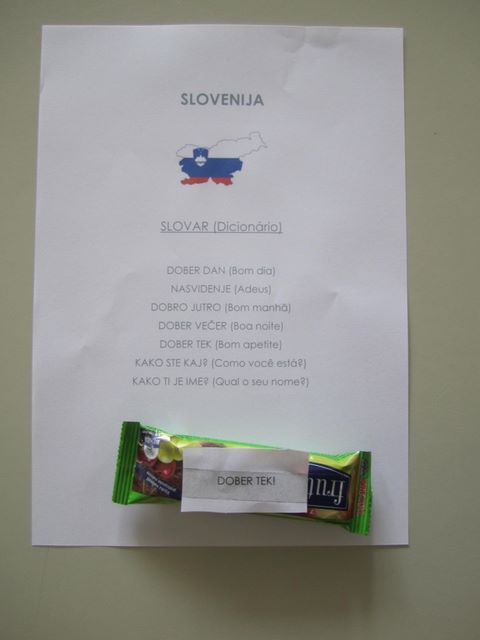 SLOVENIJA
SLOVAR (Dicionário)
DOBER DAN (Bom dia)
NASVIDENJE (Adeus)
DOBRO JUTRO (Bom manhã)
DOBER VEČER (Boa noite)
DOBER TEK (Bom apetite)
KAKO STE KAJ? (Como você está?)
KAKO TI JE IME? (Qual o seu nome?)
DOBER TEK!